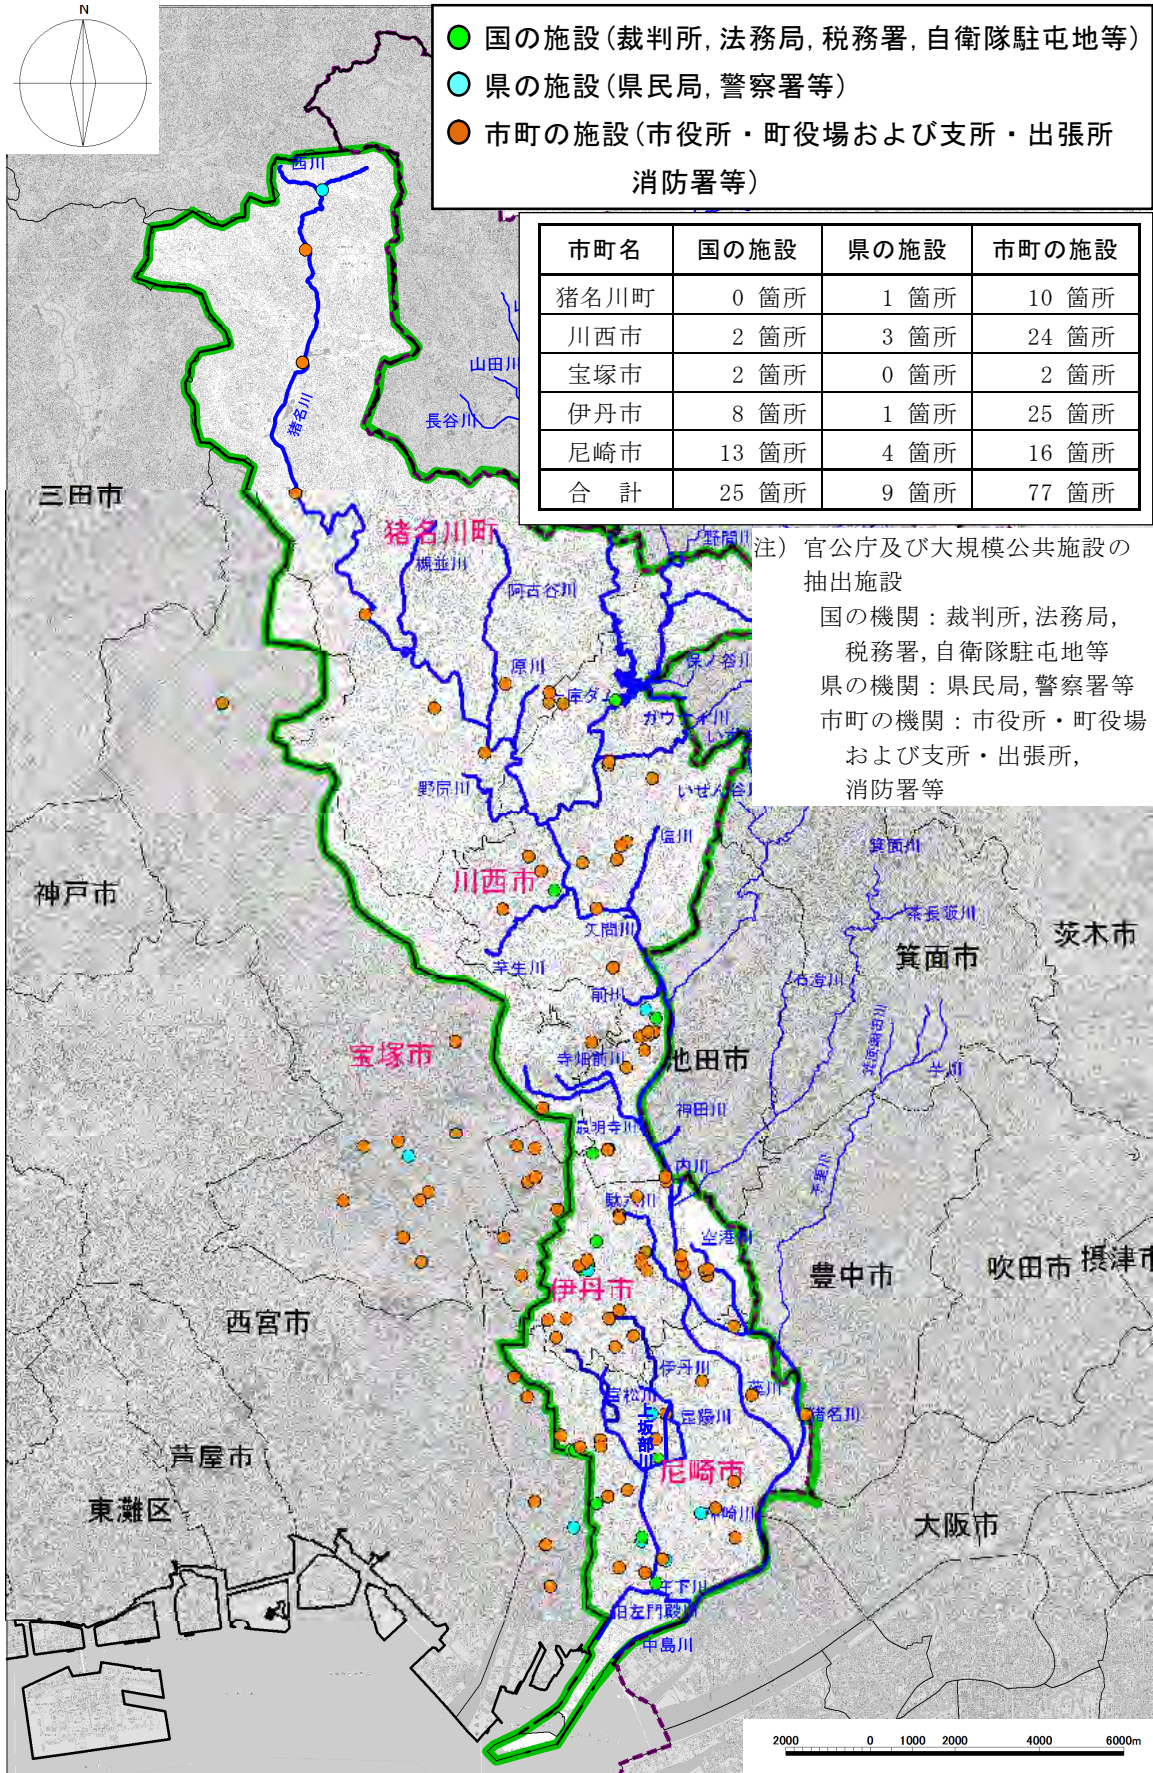 N
国の施設(裁判所, 法務局, 税務署, 自衛隊駐屯地等)
県の施設(県民局, 警察署等)
市町の施設(市役所・町役場および支所・出張所
消防署等)
市町名 国の施設 県の施設 市町の施設
猪名川町 0 箇所 1 箇所 10 箇所
川西市 2 箇所 3 箇所 24 箇所
宝塚市 2 箇所 0 箇所 2 箇所
伊丹市 8 箇所 1 箇所 25 箇所
尼崎市 13 箇所 4 箇所 16 箇所
合 計 25 箇所 9 箇所 77 箇所
注) 官公庁及び大規模公共施設の
抽出施設
国の機関：裁判所, 法務局,
税務署, 自衛隊駐屯地等
県の機関：県民局, 警察署等
市町の機関：市役所・町役場
および支所・出張所,
消防署等
西川
山田川
長谷川
猪名川
三田市
猪名川町
野間川
槻並川
阿古谷川
原川
保ノ谷川
野尻川
塩川
箕面川
川西市
神戸市
茶長阪川
茨木市
箕面市
矢問川
石澄川
前川
宝塚市
寺畑前川
池田市
神田川
最明寺川
内川
駄六川
千里川
空港川
豊中市
吹田市
摂津市
伊丹市
西宮市
伊丹川
富松川
昆陽川
藻川
猪名川
上坂部川
尼崎市
芦屋市
東灘区
大阪市
庄下川
旧左門殿川
中島川
2000 0 1000 2000 4000 6000m